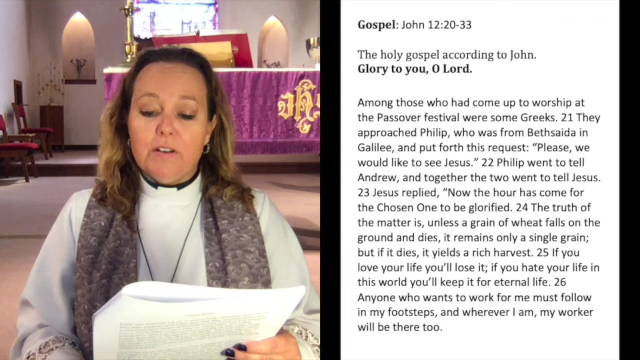 Gospel: John 12:20-33
The holy gospel according to John.
Glory to you, O Lord.
Among those who had come up to worship at
the Passover festival were some Greeks. 21 They
approached Philip, who was from Bethsaida in
Galilee, and put forth this request: “Please, we
would like to see Jesus.” 22 Philip went to tell
Andrew, and together the two went to tell Jesus.
23 Jesus replied, “Now the hour has come for
the Chosen One to be glorified. 24 The truth of
the matter is, unless a grain of wheat falls on the
ground and dies, it remains only a single grain;
but if it dies, it yields a rich harvest. 25 If you
love your life you’ll lose it; if you hate your life in
this world you’ll keep it for eternal life. 26
Anyone who wants to work for me must follow
in my footsteps, and wherever I am, my worker
will be there too.